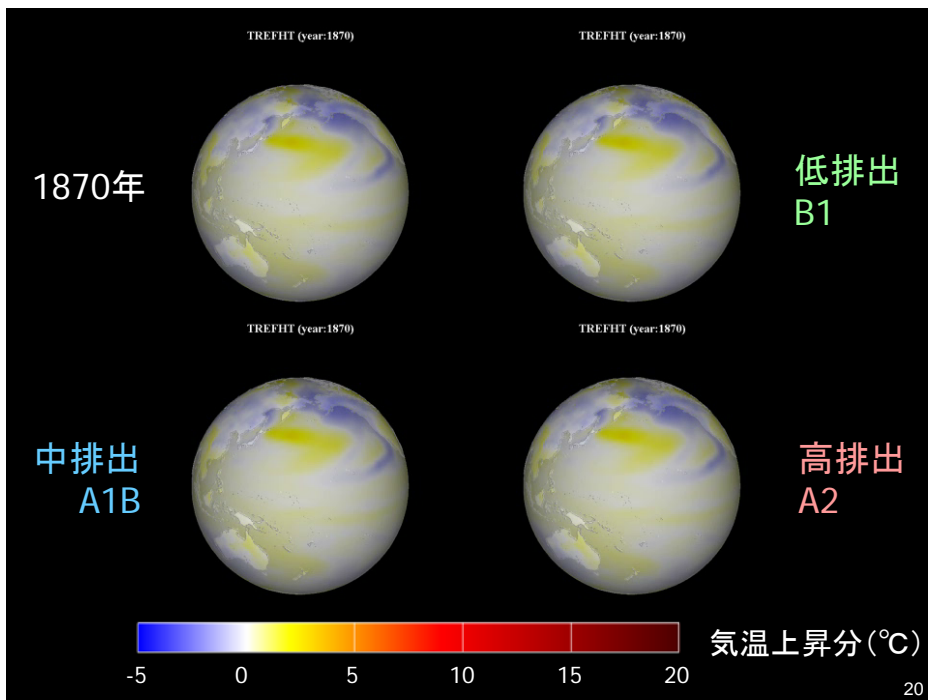 TREFHT (year:1870)
TREFHT (year:1870)
1870年
低排出
B1
TREFHT (year:1870)
TREFHT (year:1870)
中排出
A1B
高排出
A2
-5 0 5 10 15 20
気温上昇分(℃)
20